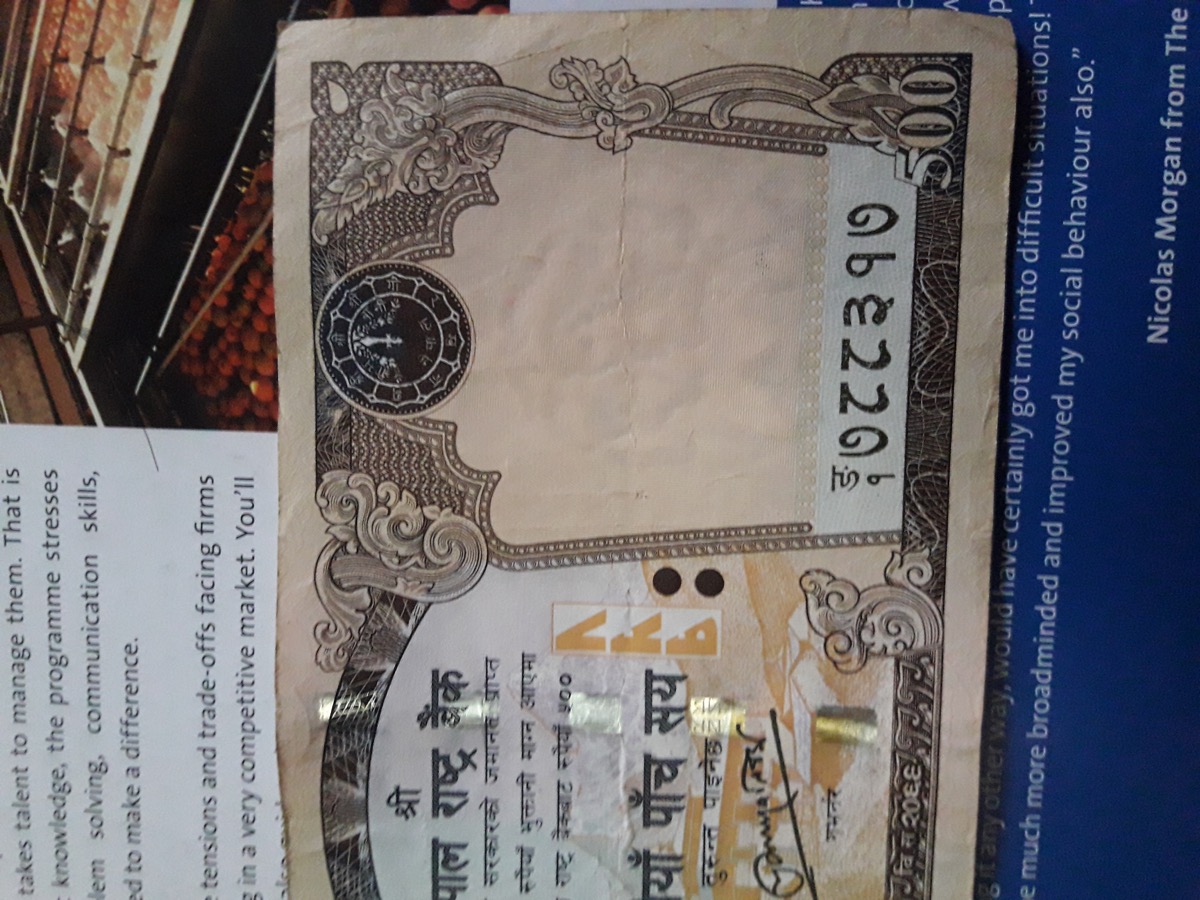 takes talent to manage them. That is
knowledge, the programme stresses
lem solving, communication skills,
ed to make a difference.
tensions and trade-offs facing firms
g in a very competitive market. You'll
also
श्री
पाल राष्ट्र बैंक
सरकारको जमानत प्राप्त
रुपैयाँ भुक्तानी माग्न आएमा
राष्ट्र बैंकबाट रुपैयाँ ५००
याँ पाँच सय
तुरुन्त पाइनेछ
गभर्नर
वि सं २०६६
नेपाल
ङ
१ ७८८३१७
500
g it any other way, would have certainly got me into difficult situations!
e much more broadminded and improved my social behaviour also."
Nicolas Morgan from The